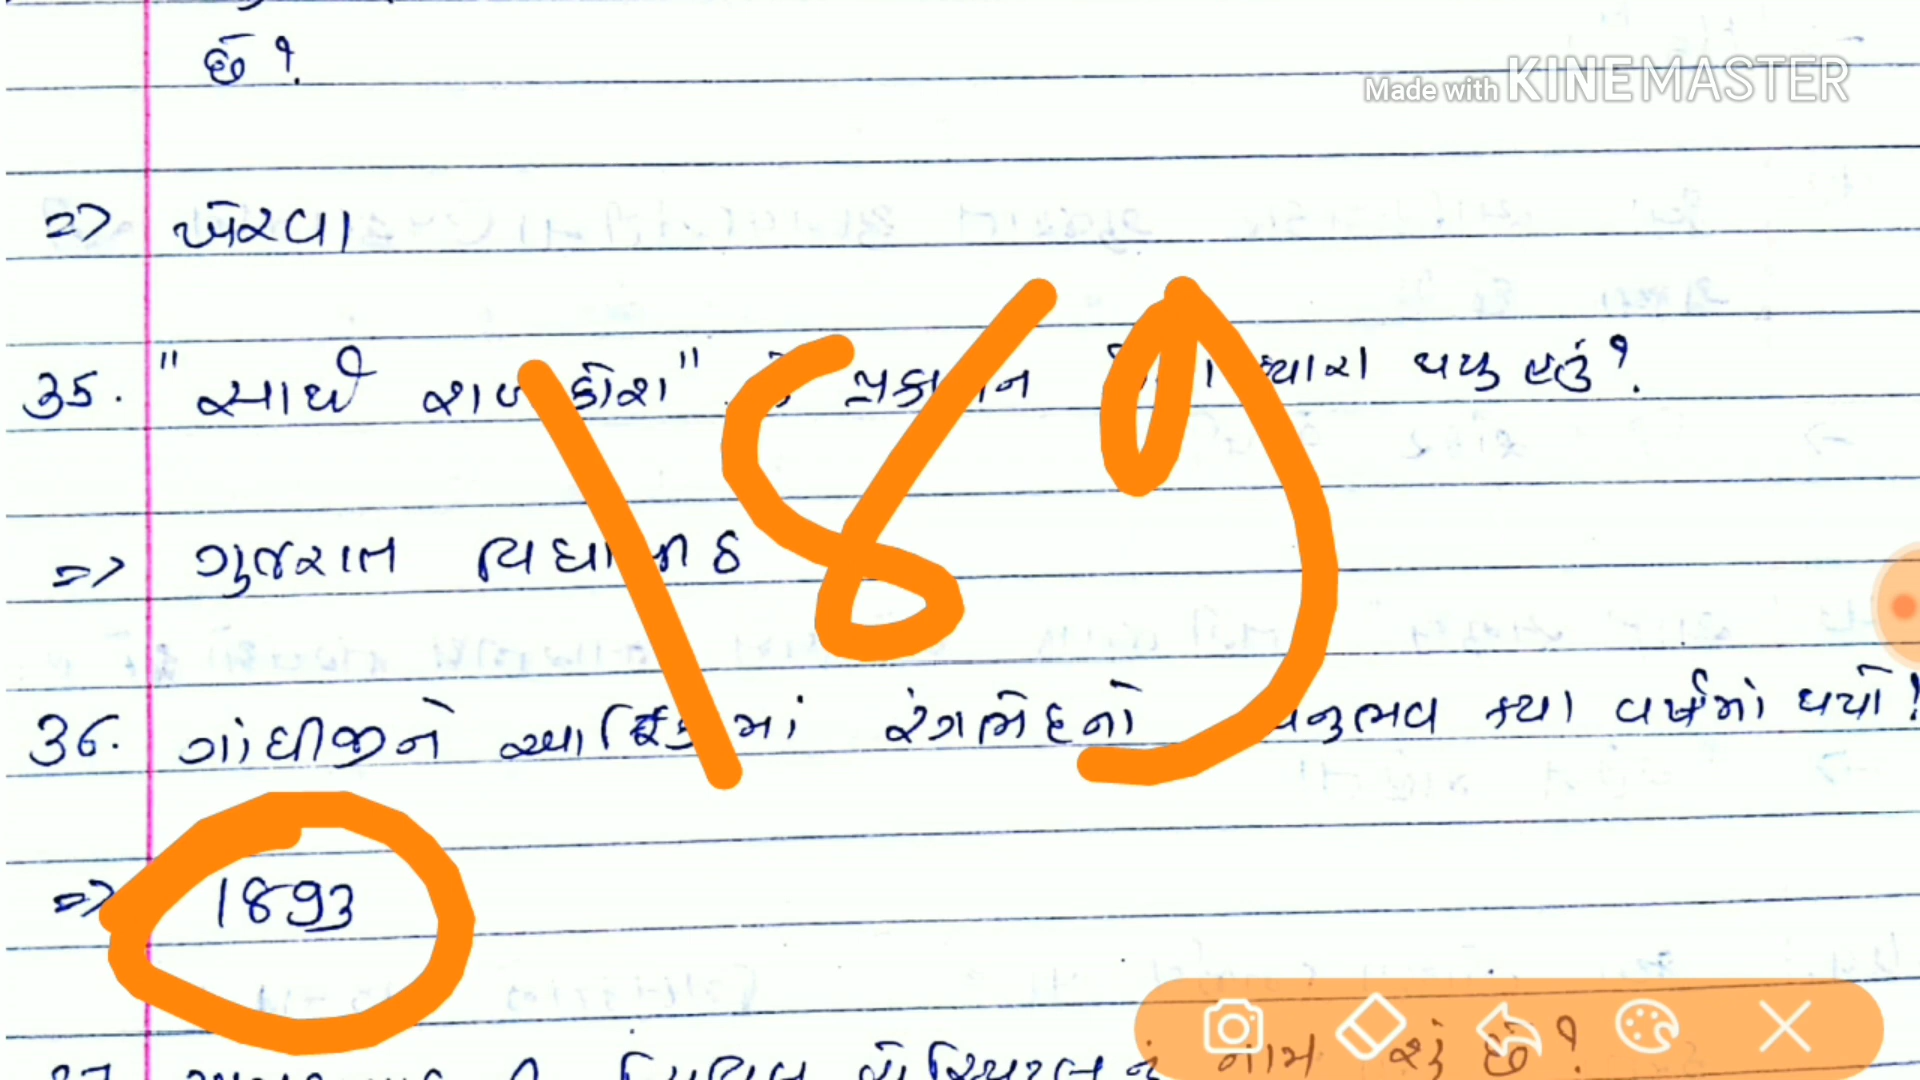 છે ?
Made with KINEMASTER
=> ખેરવા
35. "સાર્થ કોશ" પ્રકાશન દ્વારા થયુ હતું ?
189
=> ગુજરાત વિદ્યાપીઠ
36. ગાંધીજીને આફ્રિકામાં રંગભેદનો અનુભવ ક્યા વર્ષમાં થયો ?
=> 1893
37. નામ શું છે ?